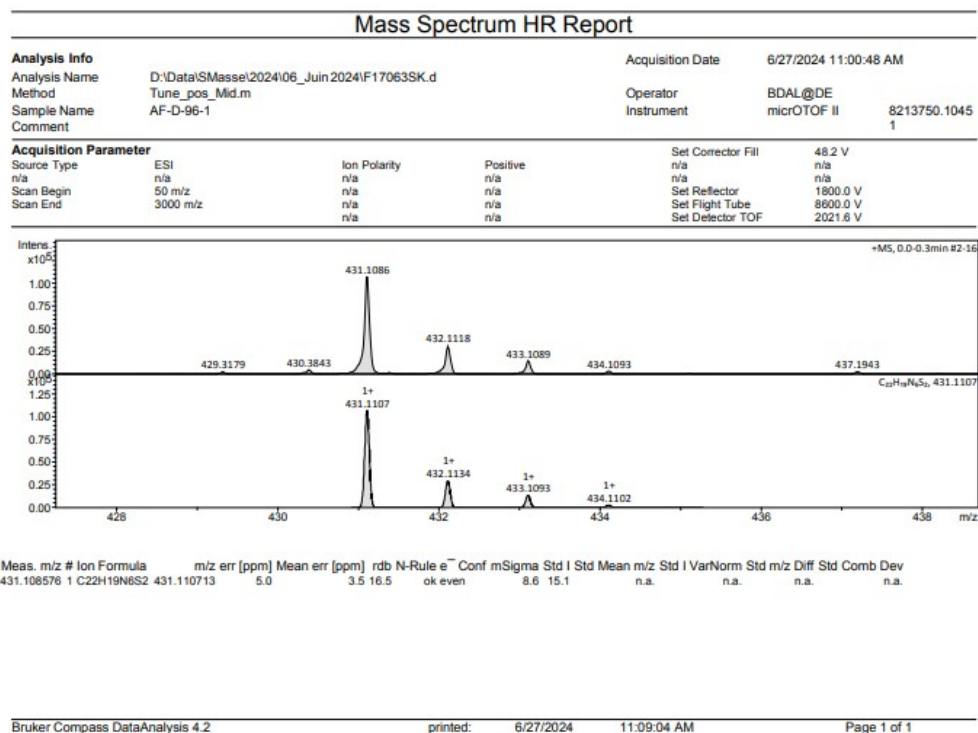 Mass Spectrum HR Report
Analysis Info Acquisition Date 6/27/2024 11:00:48 AM
Analysis Name D:\Data\SMasse\2024\06_Juin 2024\F17063SK.d
Method Tune_pos_Mid.m Operator BDAL@DE
Sample Name AF-D-96-1 Instrument micrOTOF II 8213750.1045
Comment 1
Acquisition Parameter Set Corrector Fill 48.2 V
Source Type ESI Ion Polarity Positive n/a n/a
n/a n/a n/a n/a n/a n/a
Scan Begin 50 m/z n/a n/a Set Reflector 1800.0 V
Scan End 3000 m/z n/a n/a Set Flight Tube 8600.0 V
n/a n/a Set Detector TOF 2021.6 V
Intens. +MS, 0.0-0.3min #2-16
x10⁵
431.1086
1.00
0.75
0.50
432.1118
0.25
433.1089
429.3179 430.3843 434.1093 437.1943
0.00
x10⁵ C₂₂H₁₉N₆S₂, 431.1107
1.25
1+
431.1107
1.00
0.75
0.50
1+
432.1134
0.25
1+
433.1093
1+
434.1102
0.00
428 430 432 434 436 438 m/z
Meas. m/z # Ion Formula m/z err [ppm] Mean err [ppm] rdb N-Rule e¯ Conf mSigma Std I Std Mean m/z Std I VarNorm Std m/z Diff Std Comb Dev
431.108576 1 C22H19N6S2 431.110713 5.0 3.5 16.5 ok even 8.6 15.1 n.a. n.a. n.a. n.a.
Bruker Compass DataAnalysis 4.2 printed: 6/27/2024 11:09:04 AM Page 1 of 1